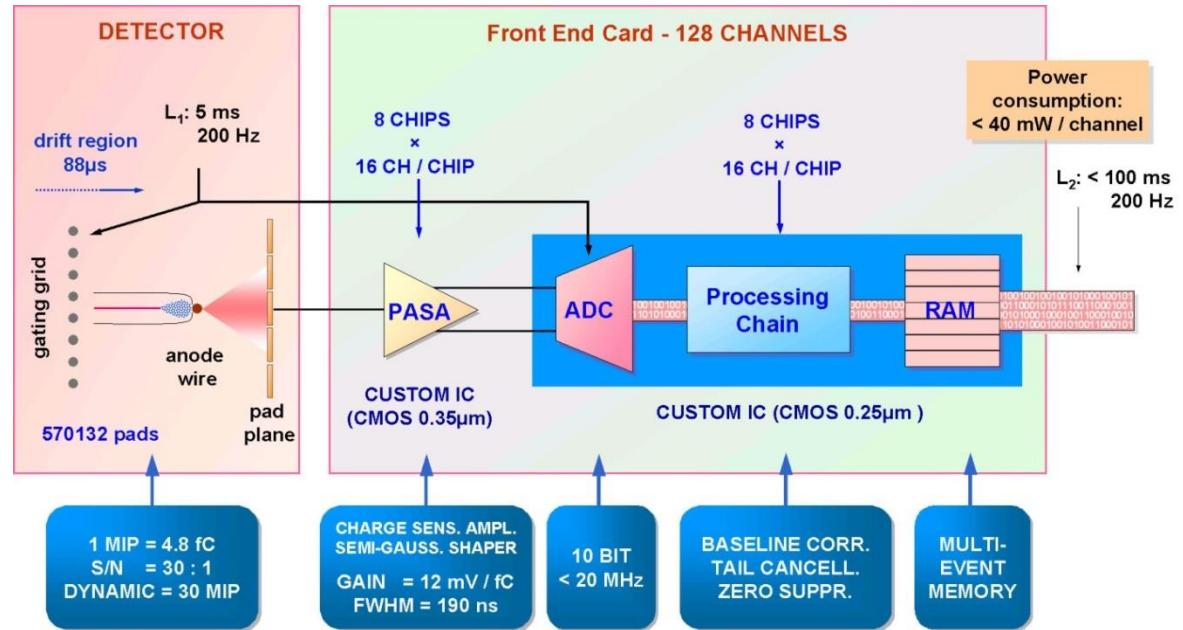 DETECTOR
L1: 5 ms
200 Hz
drift region
88µs
gating grid
anode
wire
pad
plane
570132 pads
1 MIP = 4.8 fC
S/N = 30 : 1
DYNAMIC = 30 MIP
Front End Card - 128 CHANNELS
8 CHIPS
×
16 CH / CHIP
8 CHIPS
×
16 CH / CHIP
Power
consumption:
< 40 mW / channel
L2: < 100 ms
200 Hz
PASA
ADC
Processing
Chain
RAM
CUSTOM IC
(CMOS 0.35µm)
CUSTOM IC (CMOS 0.25µm )
CHARGE SENS. AMPL.
SEMI-GAUSS. SHAPER
GAIN = 12 mV / fC
FWHM = 190 ns
10 BIT
< 20 MHz
BASELINE CORR.
TAIL CANCELL.
ZERO SUPPR.
MULTI-
EVENT
MEMORY